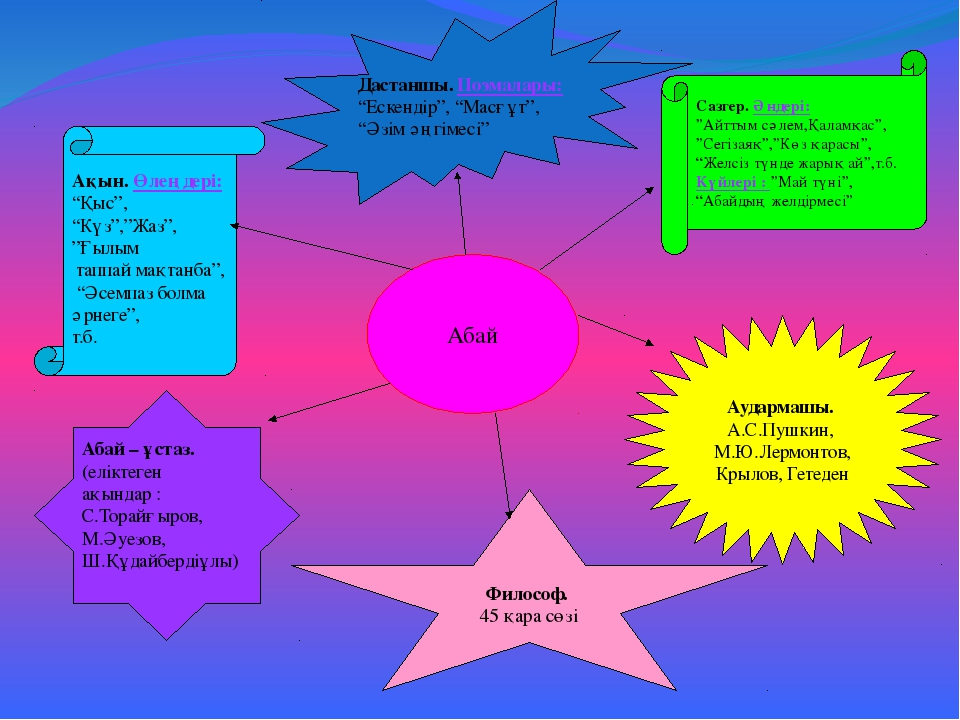 Дастаншы. Поэмалары:
“Ескендір”, “Масғұт”,
“Әзім әңгімесі”
Сазгер. Әндері:
”Айттым сәлем,Қаламқас”,
”Сегізаяқ”,”Көз қарасы”,
“Желсіз түнде жарық ай”,т.б.
Күйлері : ”Май түні”,
“Абайдың желдірмесі”
Ақын. Өлеңдері:
“Қыс”,
“Күз”,”Жаз”,
”Ғылым
таппай мақтанба”,
“Әсемпаз болма
әрнеге”,
т.б.
Абай
Аудармашы.
А.С.Пушкин,
М.Ю.Лермонтов,
Крылов, Гетеден
Абай – ұстаз.
(еліктеген
ақындар :
С.Торайғыров,
М.Әуезов,
Ш.Құдайбердіұлы)
Философ.
45 қара сөзі